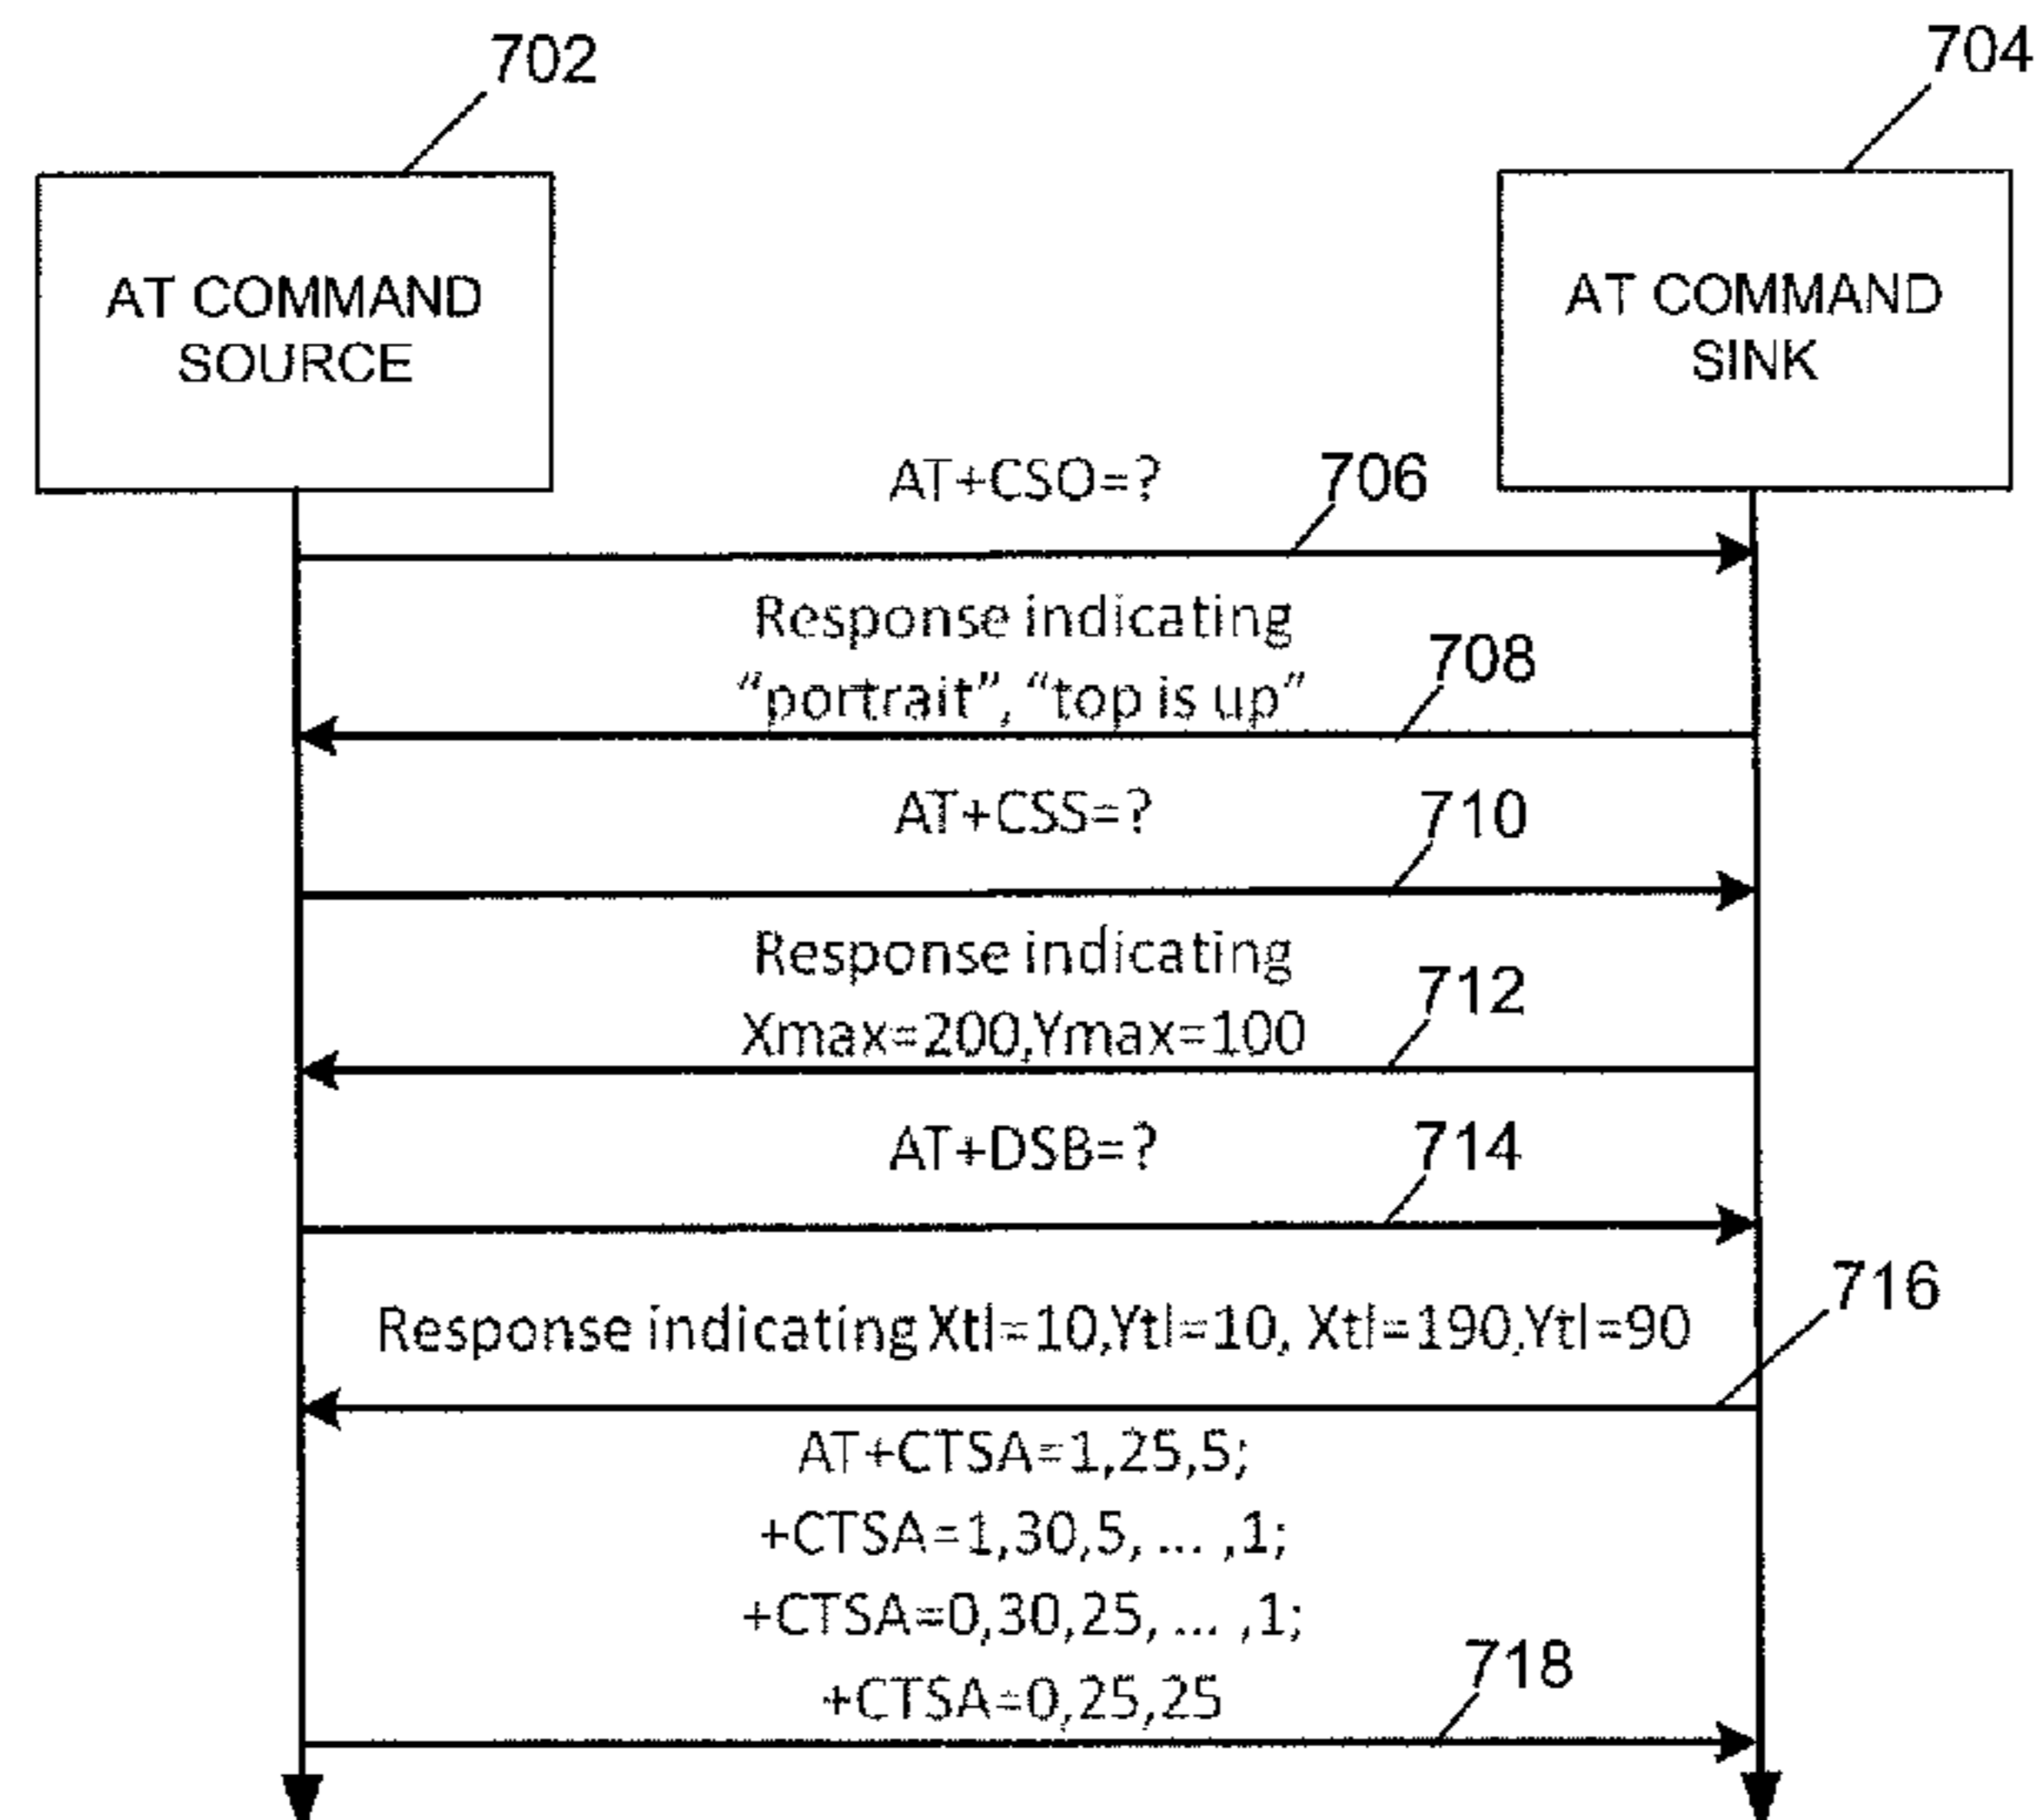 702
704
AT COMMAND
SOURCE
AT COMMAND
SINK
AT+CSO=?
706
Response indicating
"portrait", "top is up"
708
AT+CSS=?
710
Response indicating
Xmax=200,Ymax=100
712
AT+DSB=?
714
716
Response indicating Xtl=10,Ytl=10, Xtl=190,Ytl=90
AT+CTSA=1,25,5;
+CTSA=1,30,5, ... ,1;
+CTSA=0,30,25, ... ,1;
+CTSA=0,25,25
718